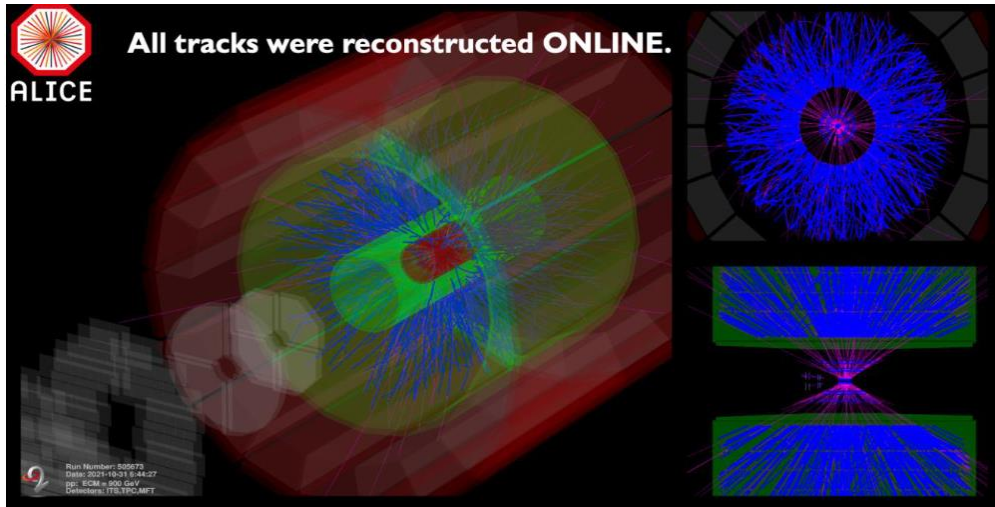 All tracks were reconstructed ONLINE.
ALICE
Run Number: 505673
Date: 2021-10-31 5:44:27
pp: ECM = 900 GeV
Detectors: ITS,TPC,MFT